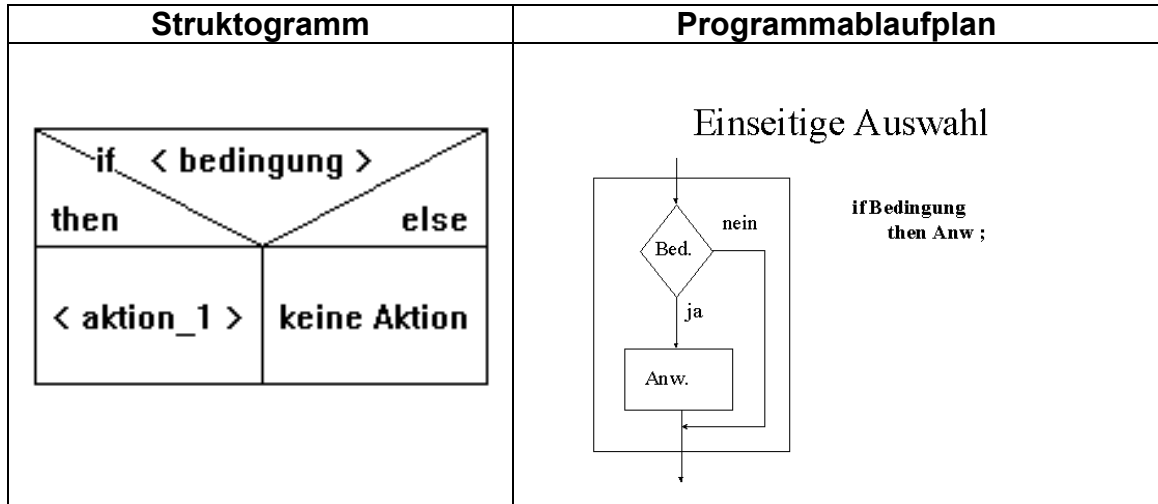 Struktogramm
Programmablaufplan
if < bedingung >
then else
< aktion_1 > keine Aktion
Einseitige Auswahl
Bed.
nein
ja
Anw.
if Bedingung
then Anw ;